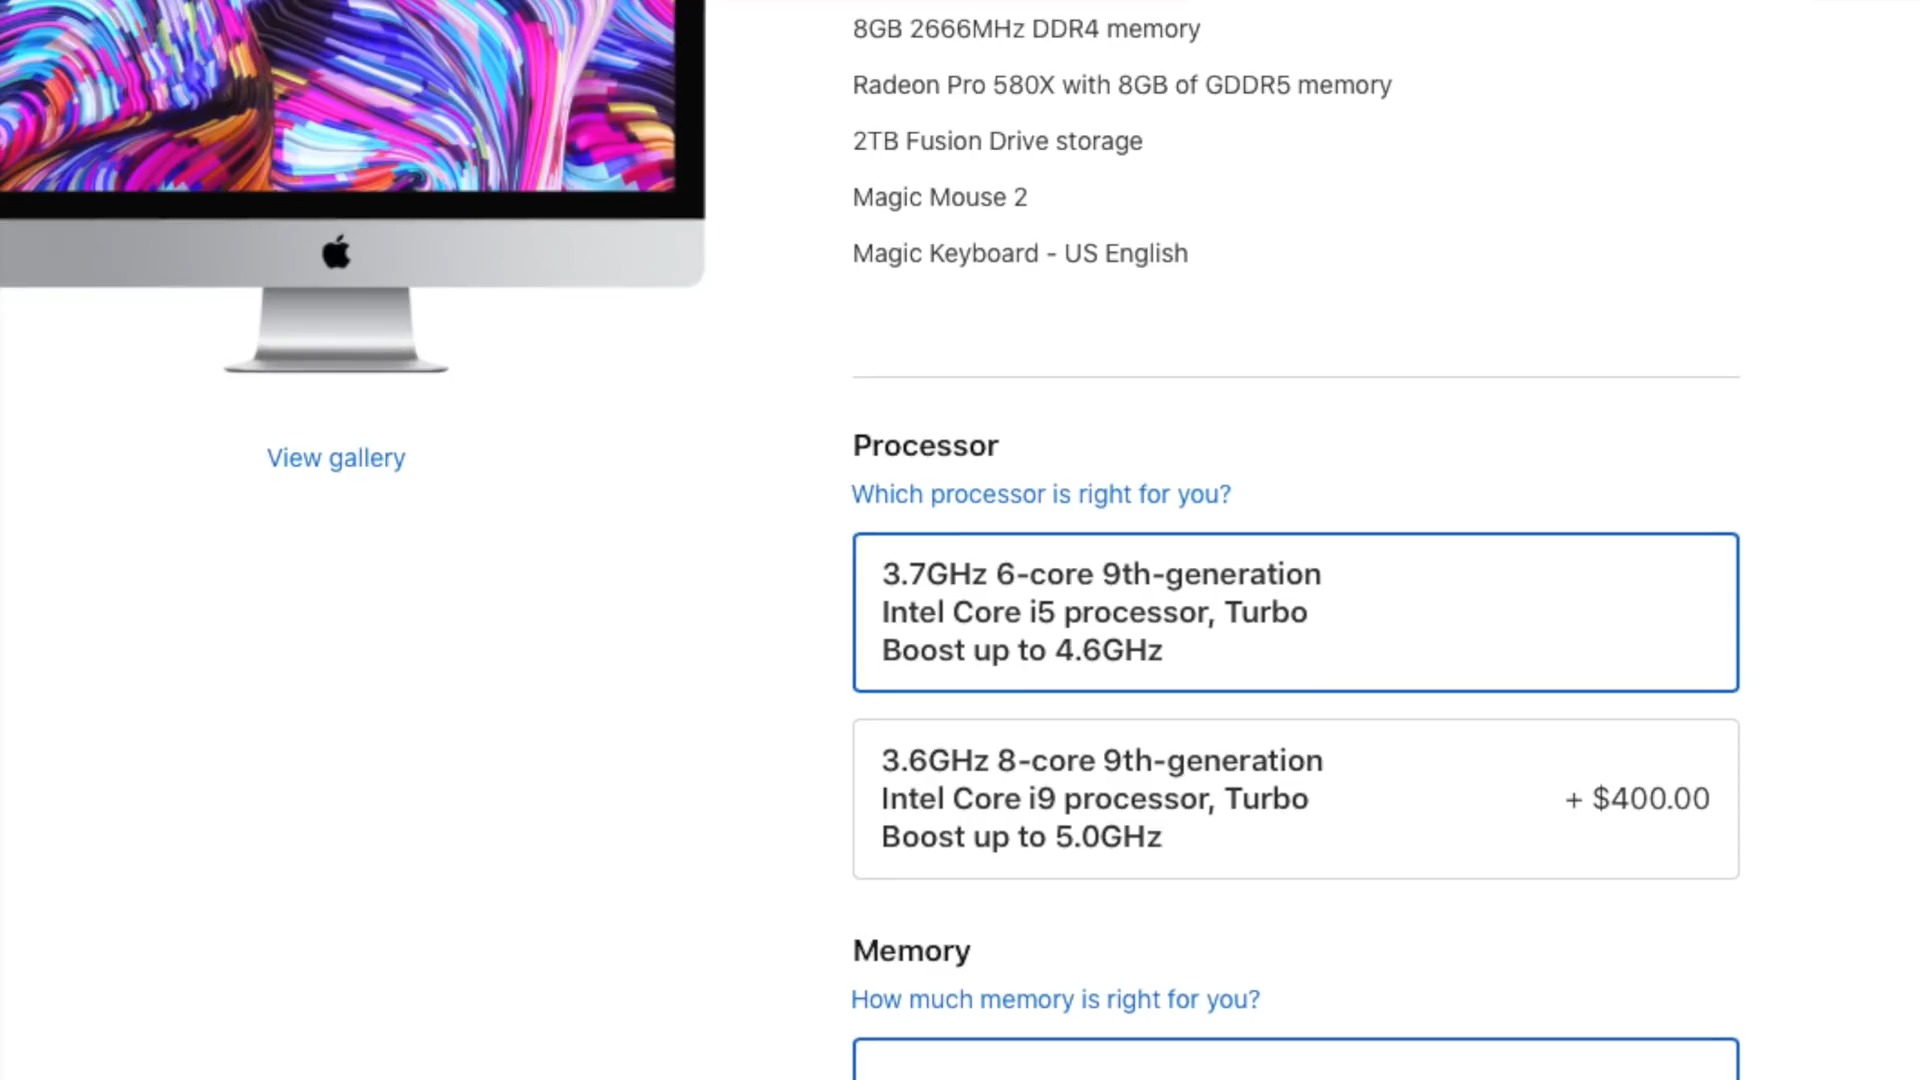 8GB 2666MHz DDR4 memory
Radeon Pro 580X with 8GB of GDDR5 memory
2TB Fusion Drive storage
Magic Mouse 2
Magic Keyboard - US English
View gallery
Processor
Which processor is right for you?
3.7GHz 6-core 9th-generation
Intel Core i5 processor, Turbo
Boost up to 4.6GHz
3.6GHz 8-core 9th-generation
Intel Core i9 processor, Turbo
Boost up to 5.0GHz
+ $400.00
Memory
How much memory is right for you?